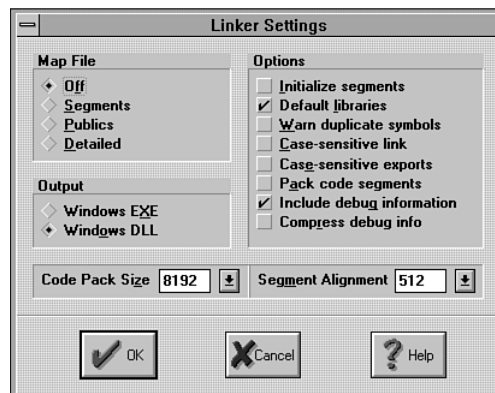 Linker Settings
Map File
Off
Segments
Publics
Detailed
Output
Windows EXE
Windows DLL
Options
Initialize segments
Default libraries
Warn duplicate symbols
Case-sensitive link
Case-sensitive exports
Pack code segments
Include debug information
Compress debug info
Code Pack Size 8192
Segment Alignment 512
OK
Cancel
? Help